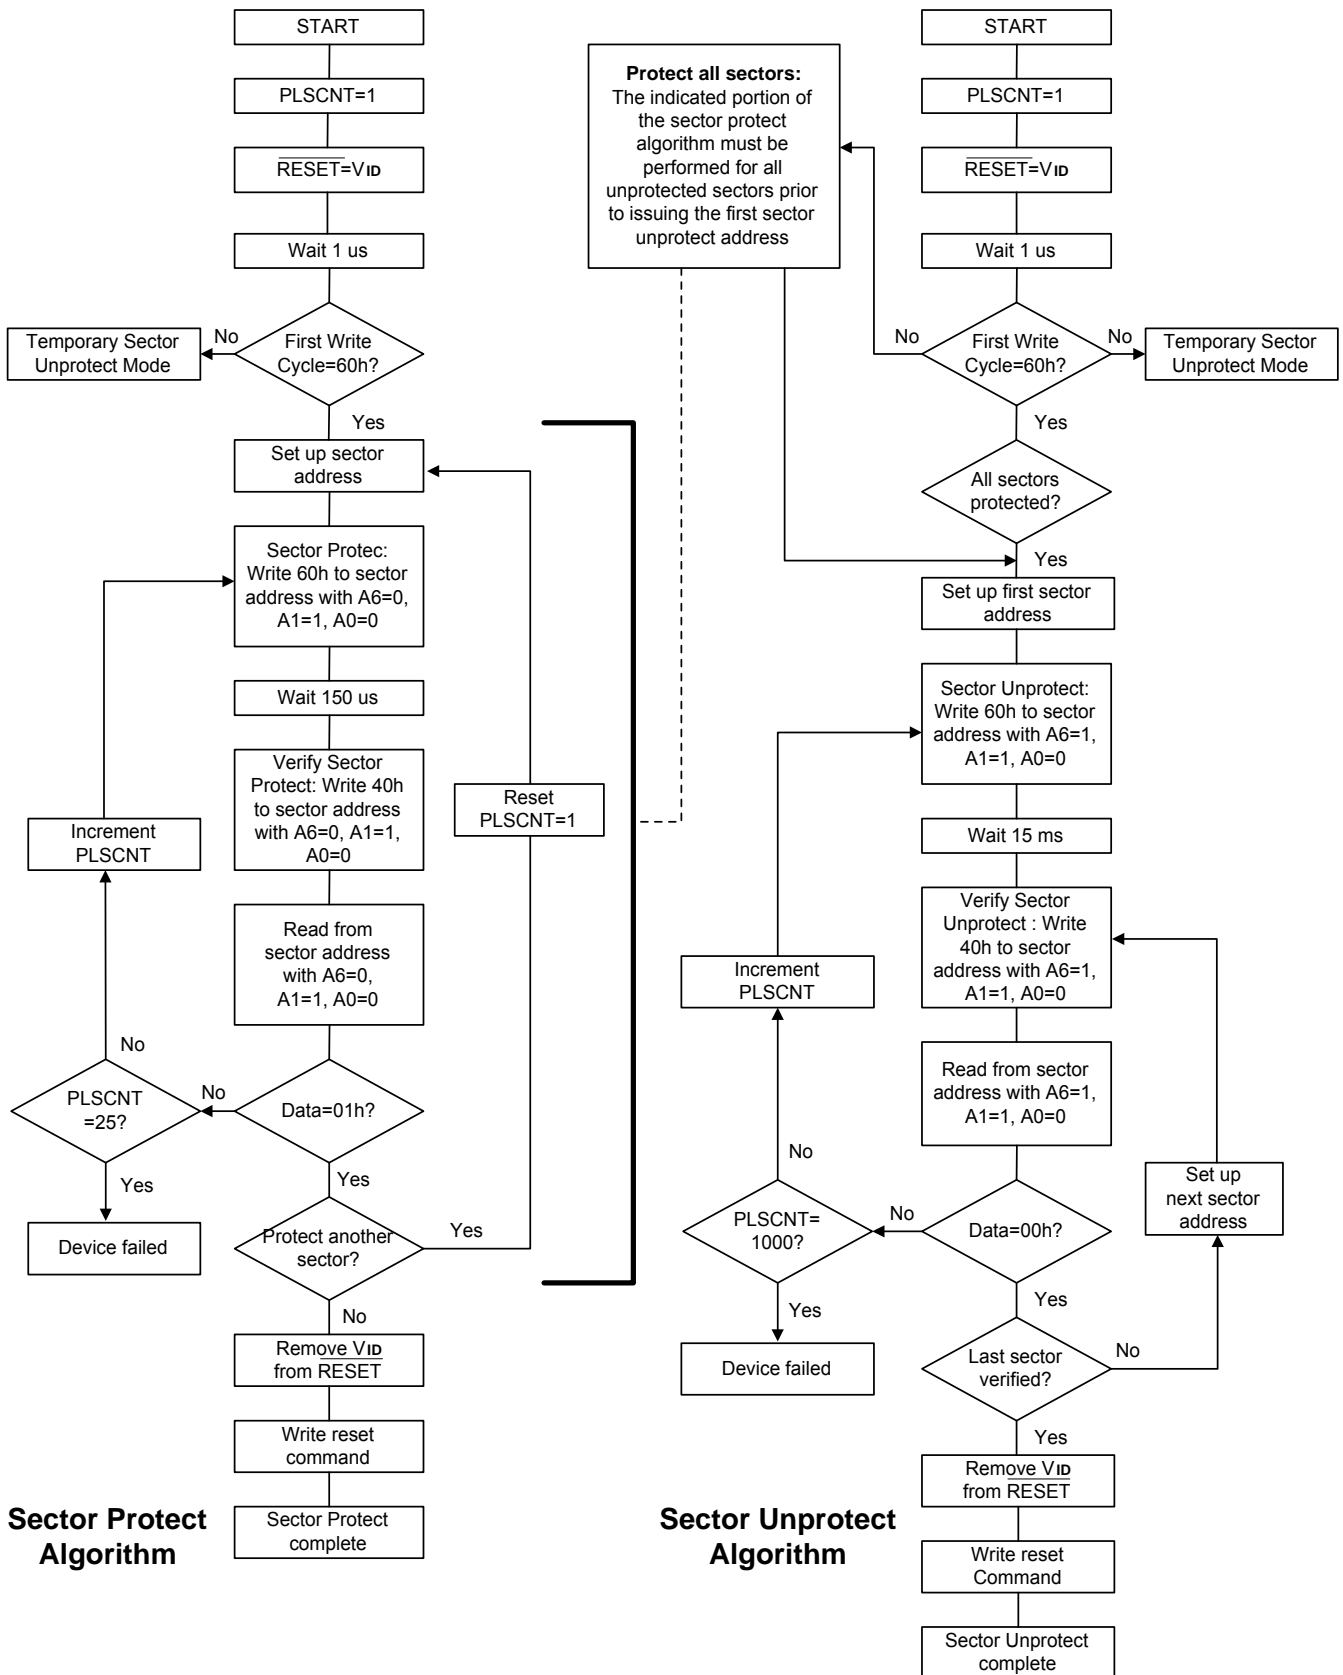 START
PLSCNT=1
RESET=VID
Wait 1 us
First Write
Cycle=60h?
No
Temporary Sector
Unprotect Mode
Yes
Set up sector
address
Sector Protec:
Write 60h to sector
address with A6=0,
A1=1, A0=0
Wait 150 us
Verify Sector
Protect: Write 40h
to sector address
with A6=0, A1=1,
A0=0
Reset
PLSCNT=1
Increment
PLSCNT
Read from
sector address
with A6=0,
A1=1, A0=0
No
PLSCNT
=25?
No
Data=01h?
Yes
Yes
Device failed
Protect another
sector?
Yes
No
Remove VID
from RESET
Write reset
command
Sector Protect
complete
Sector Protect
Algorithm
Protect all sectors:
The indicated portion of
the sector protect
algorithm must be
performed for all
unprotected sectors prior
to issuing the first sector
unprotect address
START
PLSCNT=1
RESET=VID
Wait 1 us
No
First Write
Cycle=60h?
No
Temporary Sector
Unprotect Mode
Yes
All sectors
protected?
Yes
Set up first sector
address
Sector Unprotect:
Write 60h to sector
address with A6=1,
A1=1, A0=0
Wait 15 ms
Verify Sector
Unprotect : Write
40h to sector
address with A6=1,
A1=1, A0=0
Increment
PLSCNT
Read from sector
address with A6=1,
A1=1, A0=0
No
PLSCNT=
1000?
No
Data=00h?
Set up
next sector
address
Yes
Yes
Device failed
Last sector
verified?
No
Yes
Remove VID
from RESET
Write reset
Command
Sector Unprotect
complete
Sector Unprotect
Algorithm